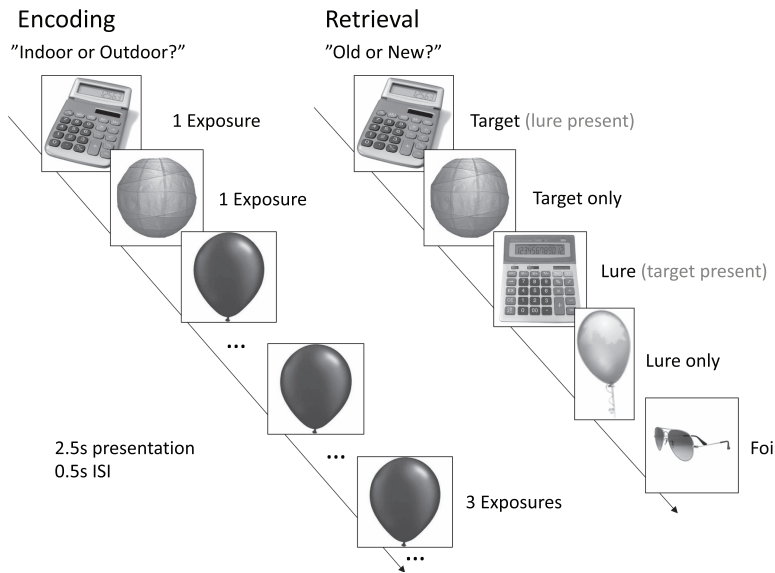 Encoding
”Indoor or Outdoor?”
1 Exposure
1 Exposure
...
...
3 Exposures
...
2.5s presentation
0.5s ISI
Retrieval
”Old or New?”
Target (lure present)
Target only
Lure (target present)
Lure only
Foi